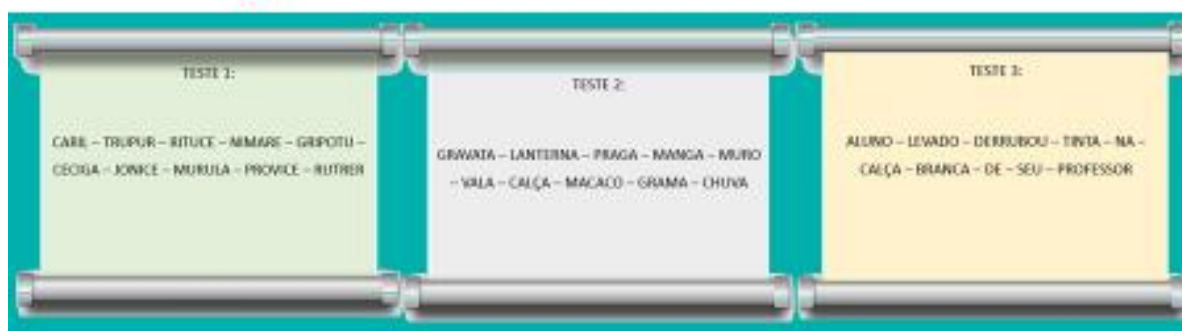 TESTE 1:
CARIL – TRUPUR – RITUCE – NIMARE – GRIPOTU –
CECIGA – JONICE – MURULA – PROVICE – RUTRER
TESTE 2:
GRAVATA – LANTERNA – PRAGA – MANGA – MURO
– VALA – CALÇA – MACACO – GRAMA – CHUVA
TESTE 3:
ALUNO – LEVADO – DERRUBOU – TINTA – NA –
CALÇA – BRANCA – DE – SEU – PROFESSOR